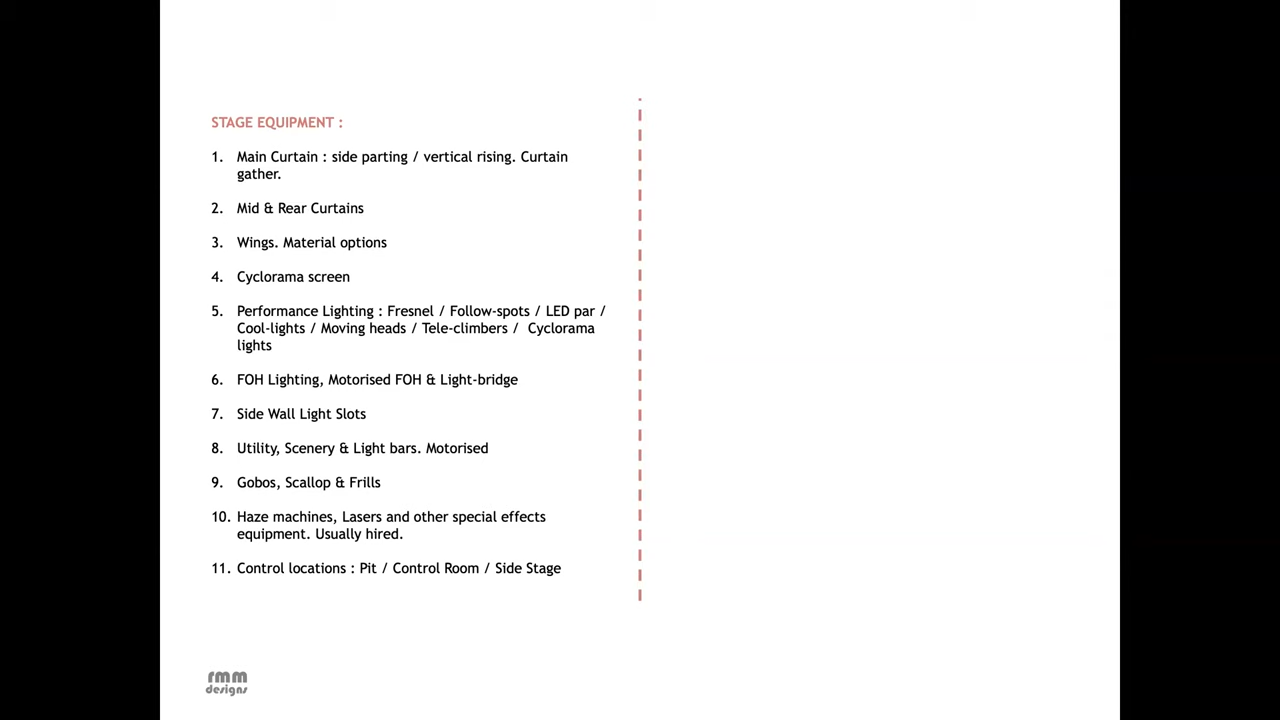 STAGE EQUIPMENT :
1. Main Curtain : side parting / vertical rising. Curtain
gather.
2. Mid & Rear Curtains
3. Wings. Material options
4. Cyclorama screen
5. Performance Lighting : Fresnel / Follow-spots / LED par /
Cool-lights / Moving heads / Tele-climbers / Cyclorama
lights
6. FOH Lighting, Motorised FOH & Light-bridge
7. Side Wall Light Slots
8. Utility, Scenery & Light bars. Motorised
9. Gobos, Scallop & Frills
10. Haze machines, Lasers and other special effects
equipment. Usually hired.
11. Control locations : Pit / Control Room / Side Stage
rmm
designs